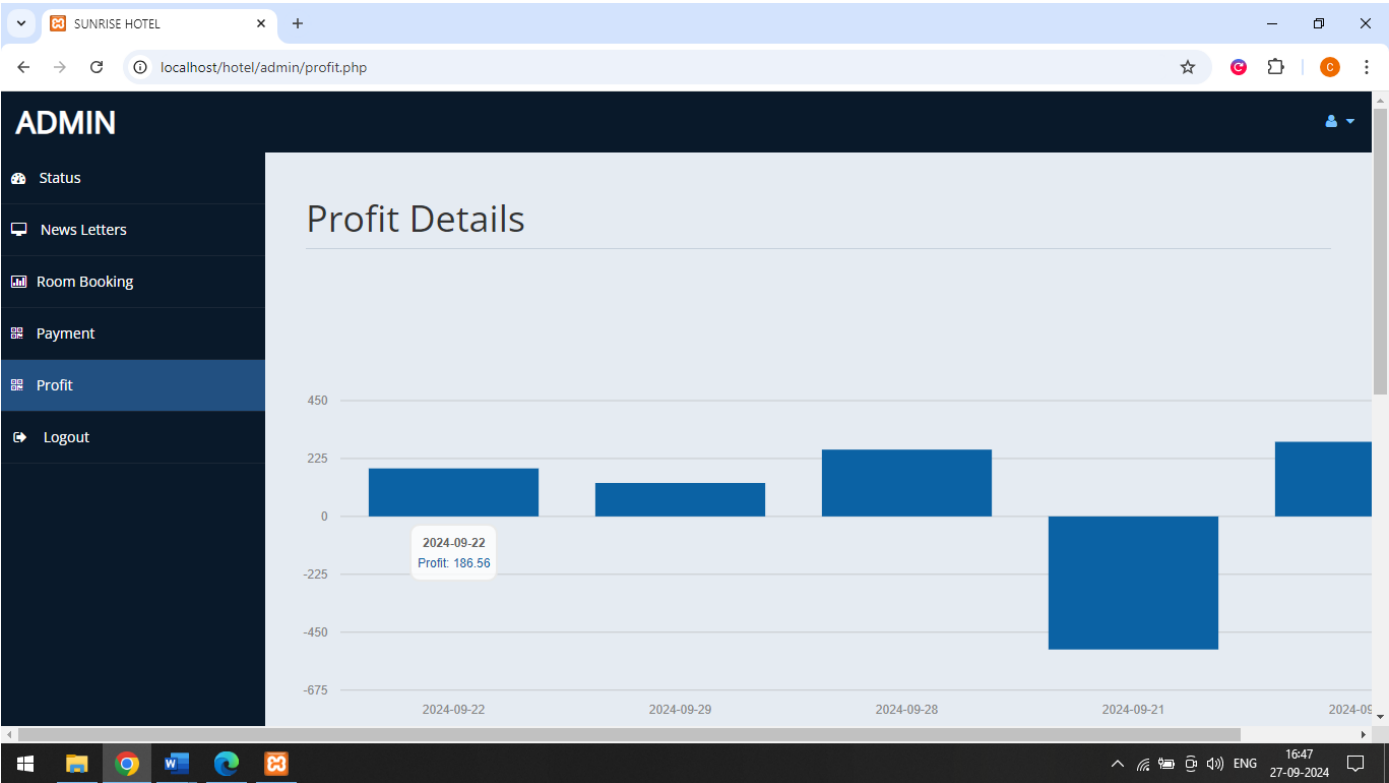 SUNRISE HOTEL
localhost/hotel/admin/profit.php
C
ADMIN
Status
News Letters
Room Booking
Payment
Profit
Logout
Profit Details
450
225
0
-225
-450
-675
2024-09-22
Profit: 186.56
2024-09-22
2024-09-29
2024-09-28
2024-09-21
2024-09
ENG
16:47
27-09-2024